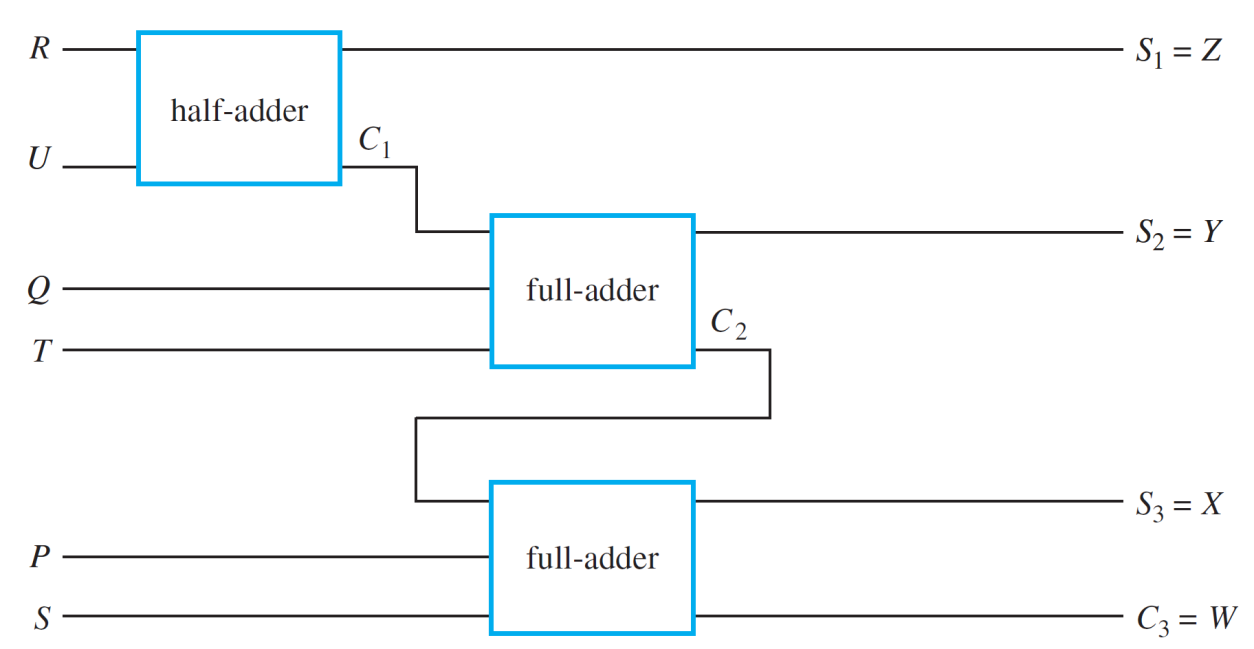 R
S₁ = Z
half-adder
C₁
U
S₂ = Y
Q
full-adder
C₂
T
S₃ = X
P
full-adder
S
C₃ = W